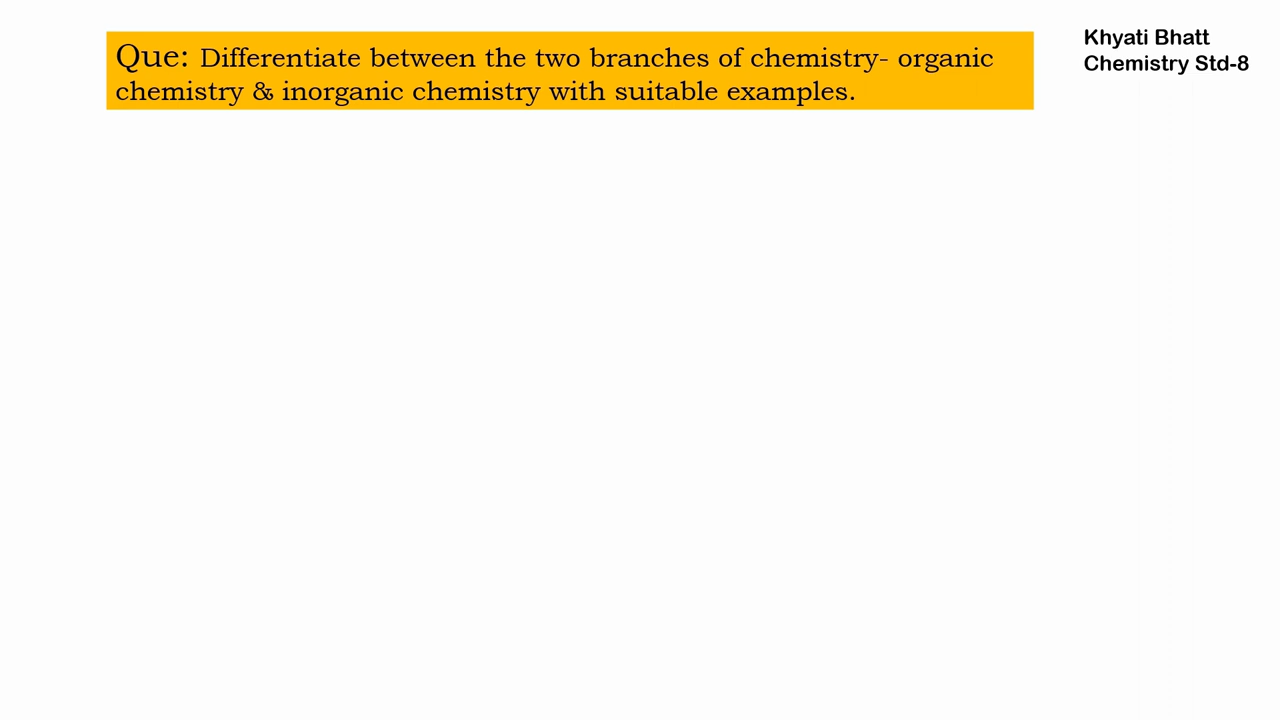 Que: Differentiate between the two branches of chemistry- organic
chemistry & inorganic chemistry with suitable examples.
Khyati Bhatt
Chemistry Std-8